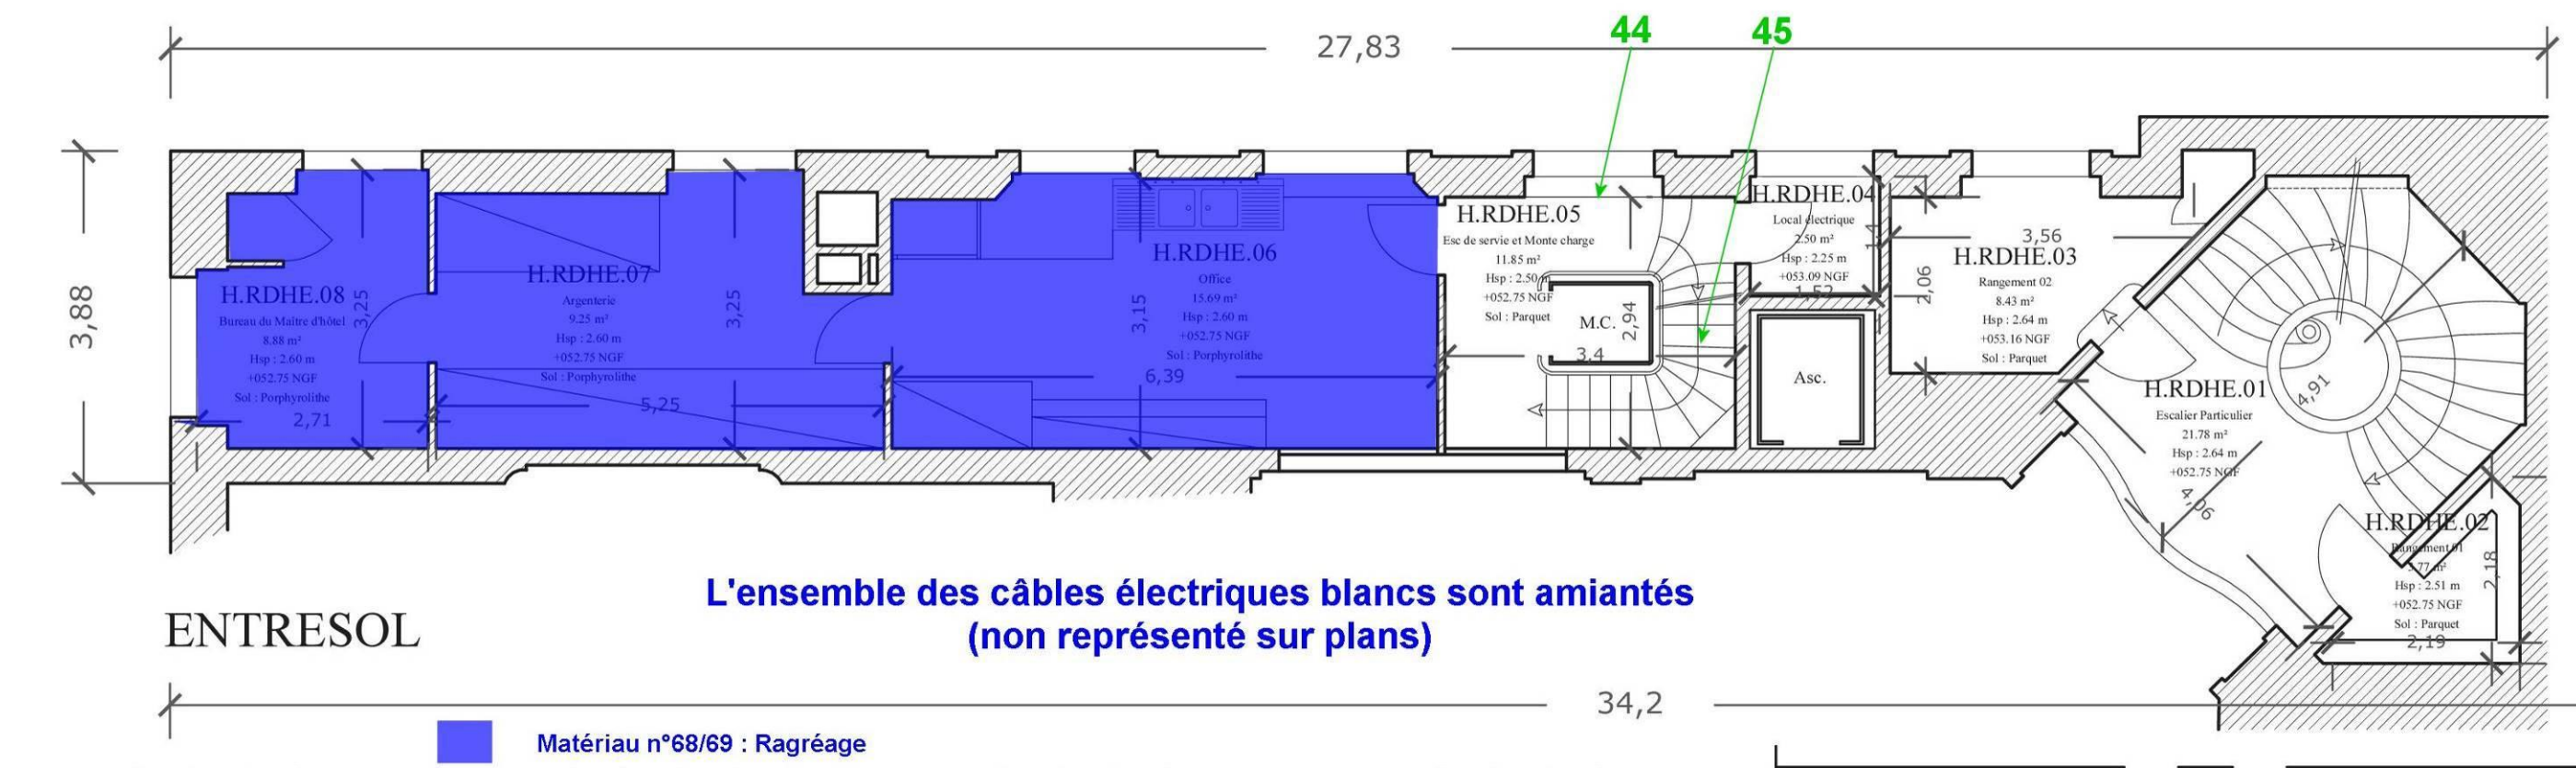 44
45
27,83
3,88
H.RDHE.08
Bureau du Maître d'hôtel
8.88 m²
Hsp : 2.60 m
+052.75 NGF
Sol : Porphyrolithe
2,71
3,25
H.RDHE.07
Argenterie
9.25 m²
Hsp : 2.60 m
+052.75 NGF
Sol : Porphyrolithe
5,25
3,25
H.RDHE.06
Office
15.69 m²
Hsp : 2.60 m
+052.75 NGF
Sol : Porphyrolithe
6,39
3,15
H.RDHE.05
Esc de servie et Monte charge
11.85 m²
Hsp : 2.50 m
+052.75 NGF
Sol : Parquet
M.C.
2,94
3,4
H.RDHE.04
Local électrique
2.50 m²
Hsp : 2.25 m
+053.09 NGF
1,52
Asc.
3,56
H.RDHE.03
Rangement 02
8.43 m²
Hsp : 2.64 m
+053.16 NGF
Sol : Parquet
2,06
H.RDHE.01
Escalier Particulier
21.78 m²
Hsp : 2.64 m
+052.75 NGF
4,91
4,06
H.RDHE.02
Rangement 01
Hsp : 2.51 m
+052.75 NGF
Sol : Parquet
2,18
2,19
L'ensemble des câbles électriques blancs sont amiantés
(non représenté sur plans)
ENTRESOL
34,2
Matériau n°68/69 : Ragréage